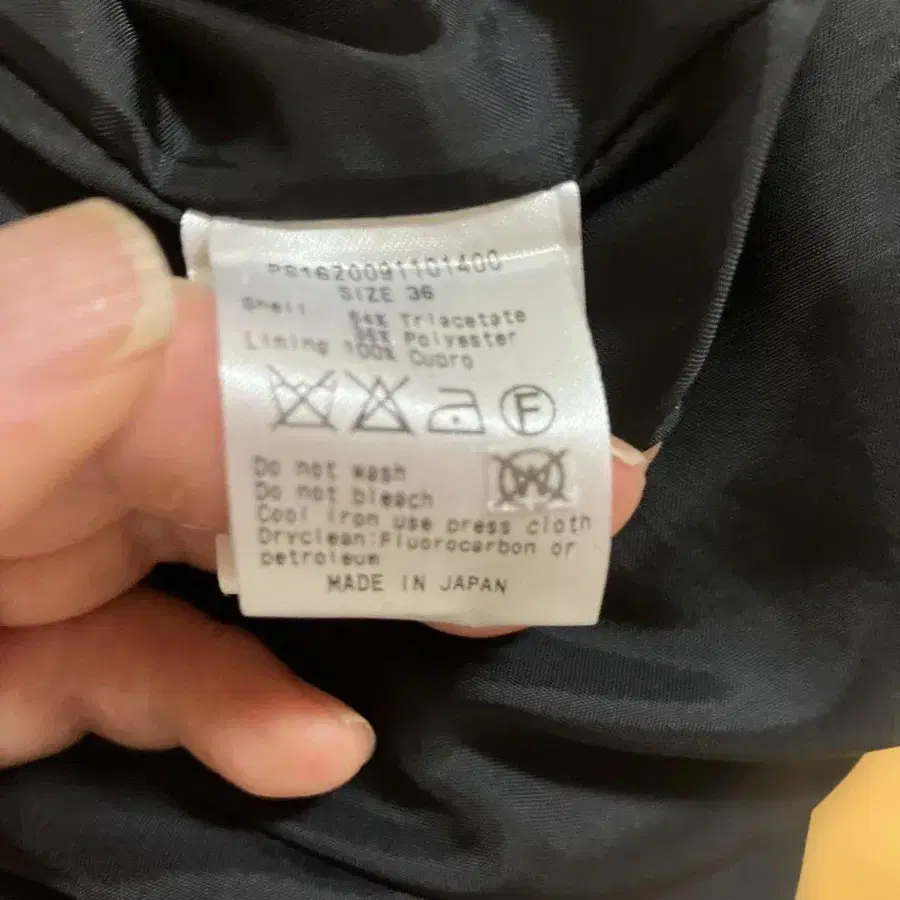 PS16Z0091101400
SIZE 36
Shell 64% Triacetate
36% Polyester
Lining 100% Cupro
F
W
Do not wash
Do not bleach
Cool iron use press cloth
Dryclean:Fluorocarbon or
petroleum
MADE IN JAPAN